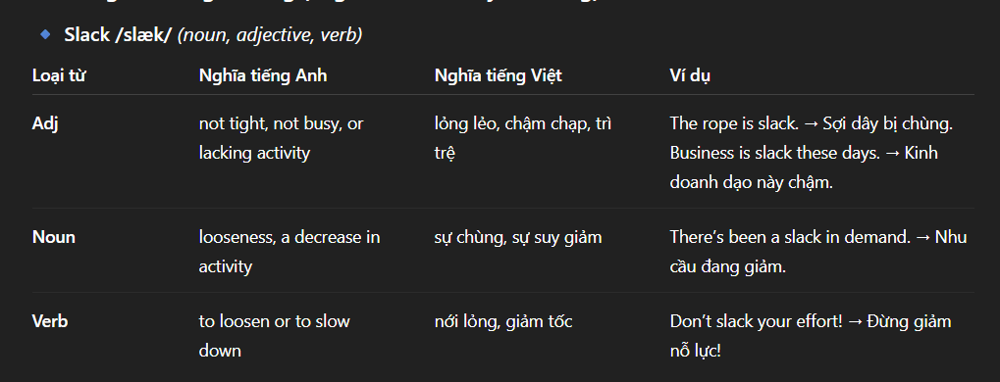 Slack /slæk/ (noun, adjective, verb)
Loại từ Nghĩa tiếng Anh Nghĩa tiếng Việt Ví dụ
Adj not tight, not busy, or lỏng lẻo, chậm chạp, trì The rope is slack. → Sợi dây bị chùng.
lacking activity trệ Business is slack these days. → Kinh
doanh dạo này chậm.
Noun looseness, a decrease in sự chùng, sự suy giảm There’s been a slack in demand. → Nhu
activity cầu đang giảm.
Verb to loosen or to slow nới lỏng, giảm tốc Don’t slack your effort! → Đừng giảm
down nỗ lực!